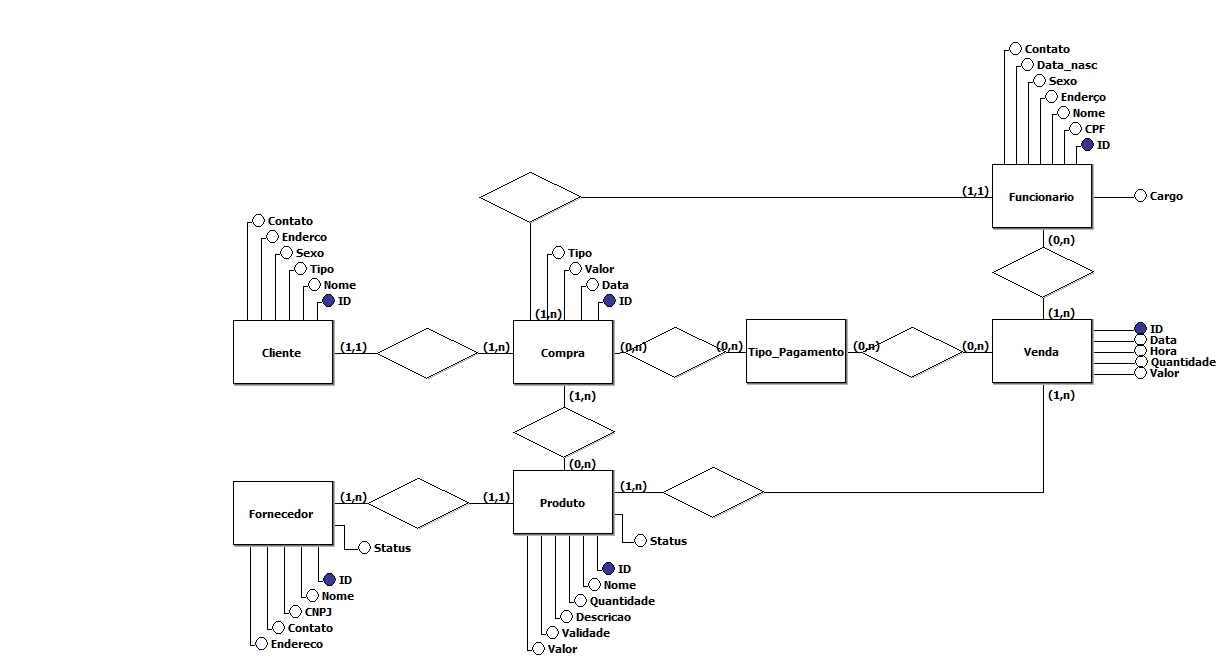 Contato
Data_nasc
Sexo
Enderço
Nome
CPF
ID
(1,1)
Funcionario
Cargo
(0,n)
Contato
Enderco
Sexo
Tipo
Nome
ID
Tipo
Valor
Data
ID
(1,n)
(1,n)
Cliente
(1,1)
(1,n)
Compra
(0,n)
(0,n)
Tipo_Pagamento
(0,n)
(0,n)
Venda
ID
Data
Hora
Quantidade
Valor
(1,n)
(1,n)
(0,n)
Fornecedor
(1,n)
(1,1)
Produto
(1,n)
Status
Status
ID
Nome
CNPJ
Contato
Endereco
ID
Nome
Quantidade
Descricao
Validade
Valor